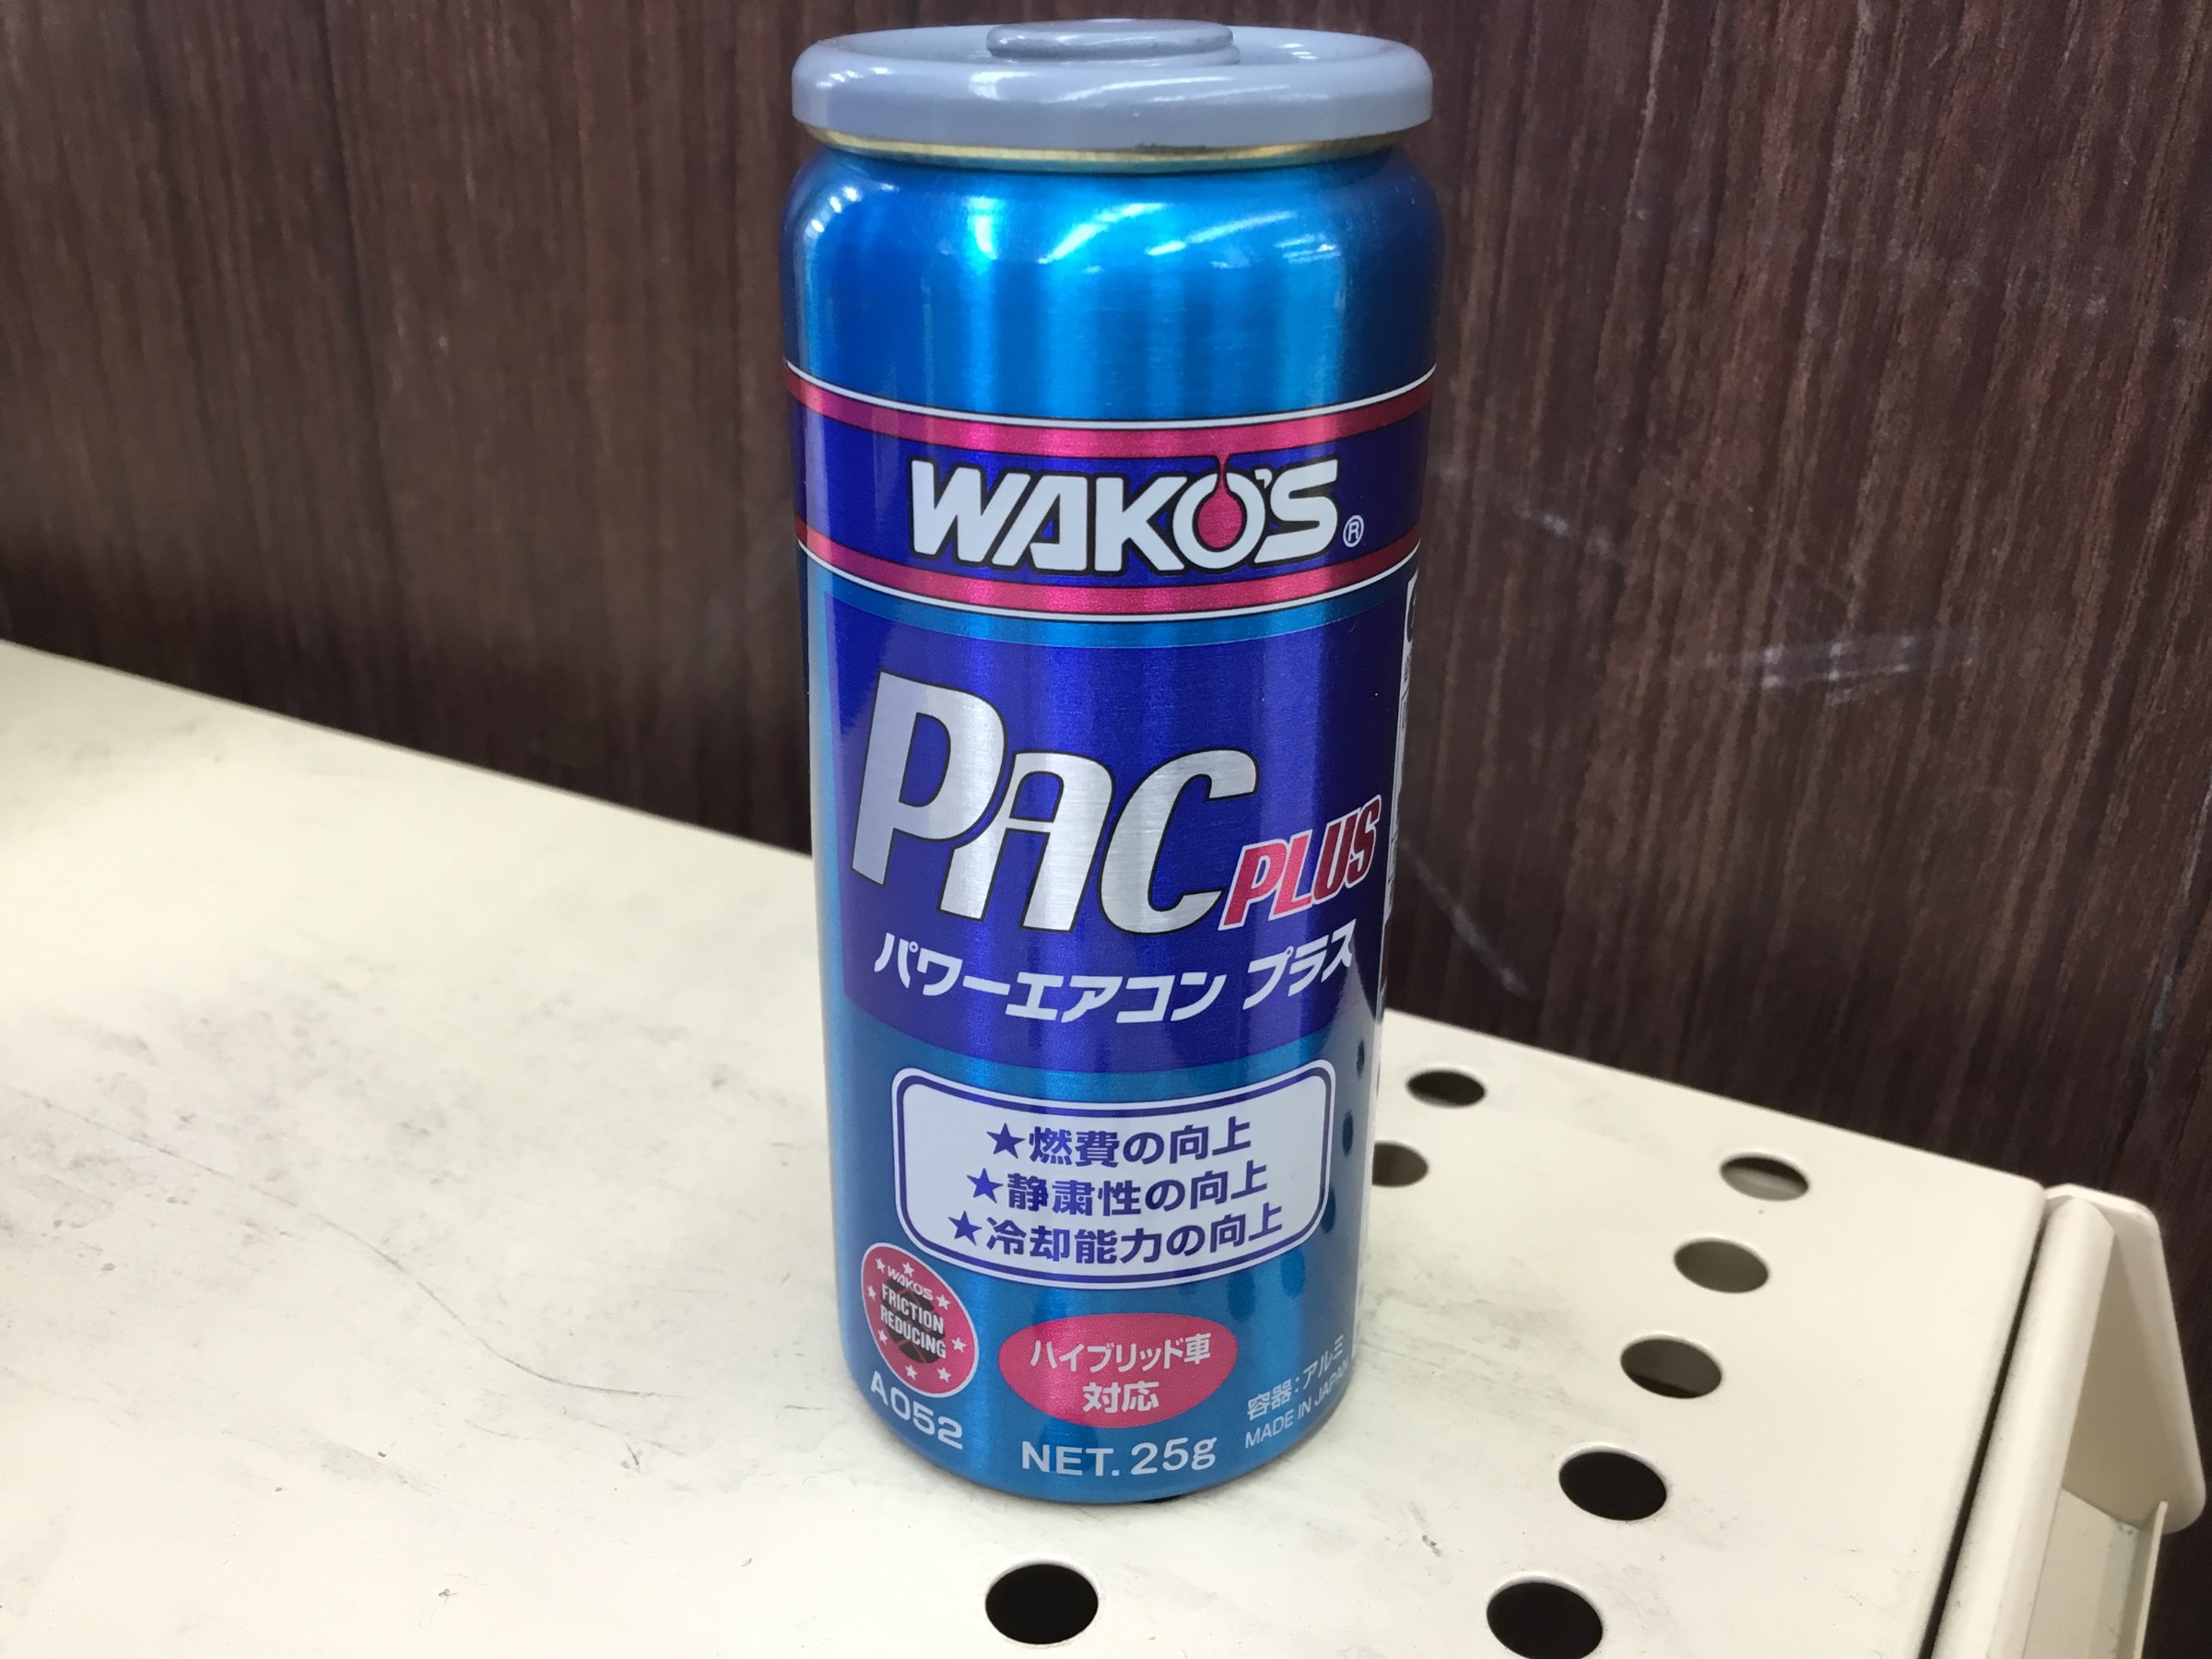 WAKO'S®
PAC PLUS
パワーエアコン プラス
★燃費の向上
★静粛性の向上
★冷却能力の向上
WAKO'S
FRICTION
REDUCING
A052
ハイブリッド車
対応
NET. 25g
容器:アルミ
MADE IN JAPAN